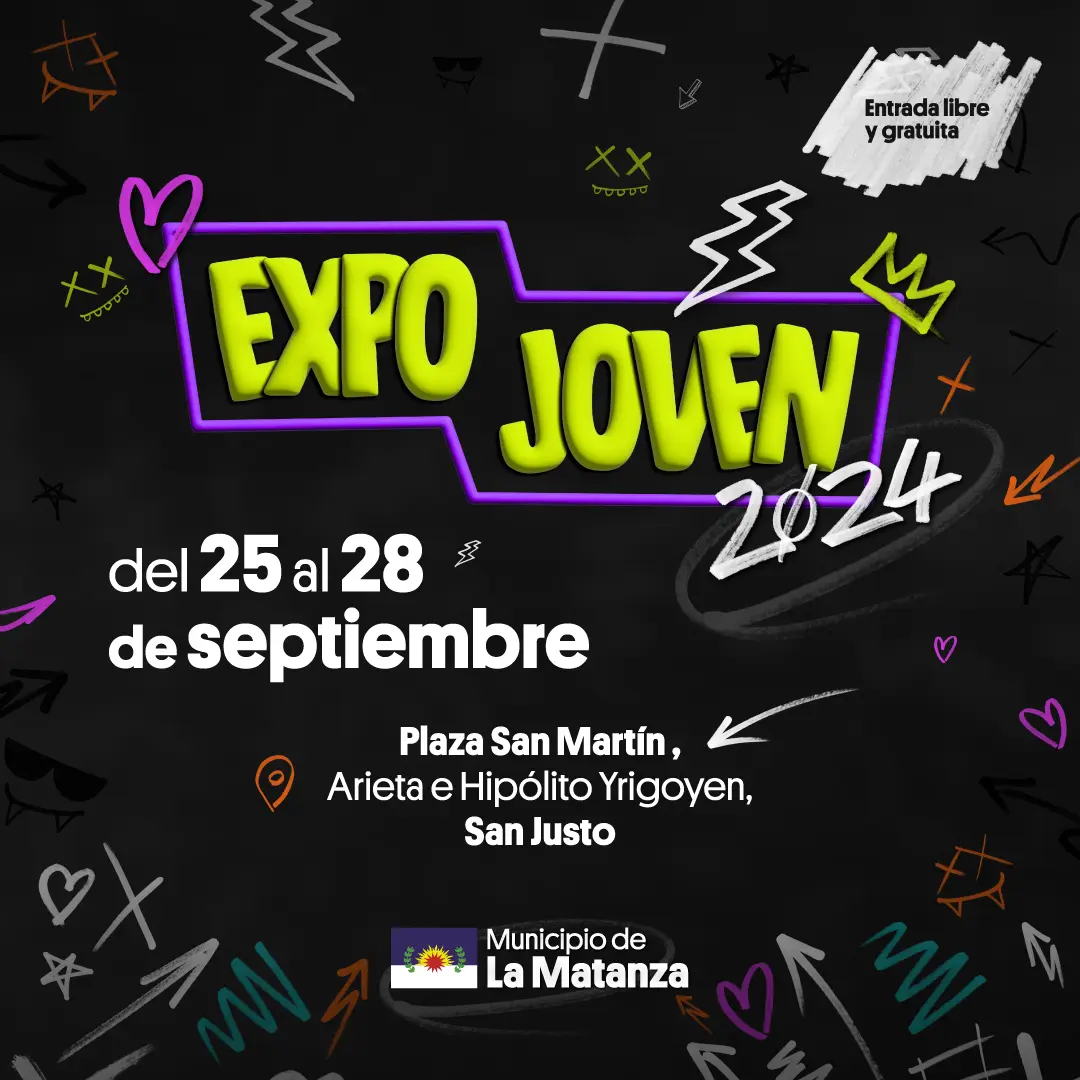 Entrada libre
y gratuita
EXPO
JOVEN
2024
del 25 al 28
de septiembre
Plaza San Martín ,
Arieta e Hipólito Yrigoyen,
San Justo
Municipio de
La Matanza